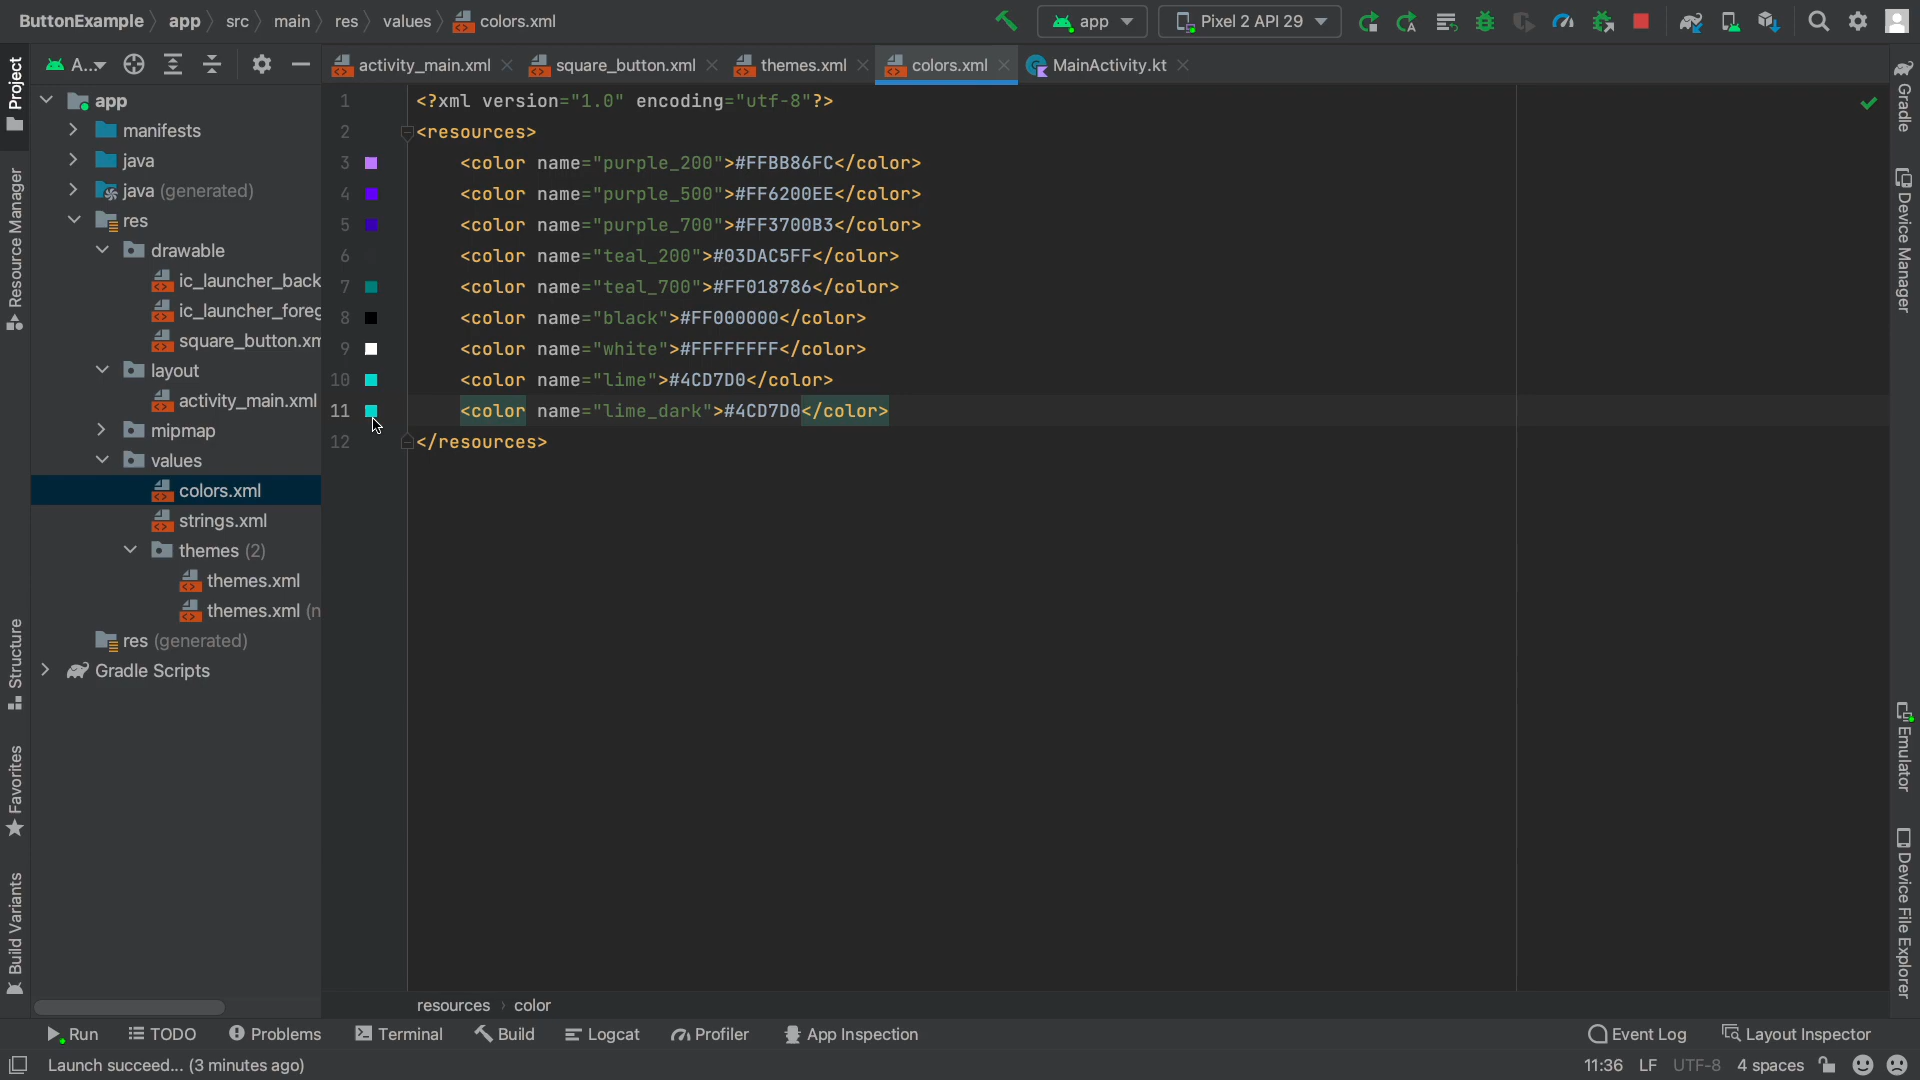 ButtonExample app src main res values colors.xml app Pixel 2 API 29
A... activity_main.xml square_button.xml themes.xml colors.xml MainActivity.kt
Project
Resource Manager
Structure
Favorites
Build Variants
app
manifests
java
java (generated)
res
drawable
ic_launcher_back
ic_launcher_foreg
square_button.xm
layout
activity_main.xml
mipmap
values
colors.xml
strings.xml
themes (2)
themes.xml
themes.xml (n
res (generated)
Gradle Scripts
1 <?xml version="1.0" encoding="utf-8"?>
2 <resources>
3 <color name="purple_200">#FFBB86FC</color>
4 <color name="purple_500">#FF6200EE</color>
5 <color name="purple_700">#FF3700B3</color>
6 <color name="teal_200">#03DAC5FF</color>
7 <color name="teal_700">#FF018786</color>
8 <color name="black">#FF000000</color>
9 <color name="white">#FFFFFFFF</color>
10 <color name="lime">#4CD7D0</color>
11 <color name="lime_dark">#4CD7D0</color>
12 </resources>
Gradle
Device Manager
Emulator
Device File Explorer
resources color
Run TODO Problems Terminal Build Logcat Profiler App Inspection Event Log Layout Inspector
Launch succeed... (3 minutes ago) 11:36 LF UTF-8 4 spaces